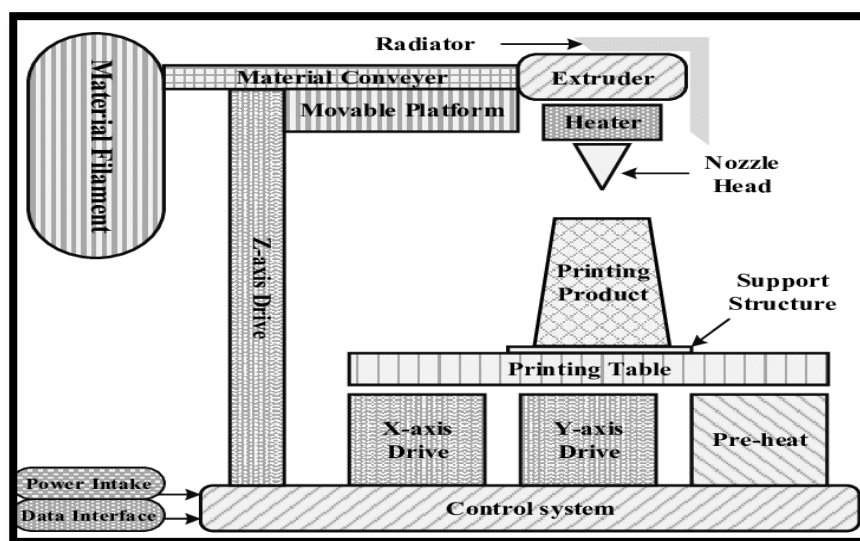 Radiator
Material Filament
Material Conveyer
Extruder
Movable Platform
Heater
Nozzle
Head
Z-axis Drive
Printing
Product
Support
Structure
Printing Table
X-axis
Drive
Y-axis
Drive
Pre-heat
Power Intake
Data Interface
Control system